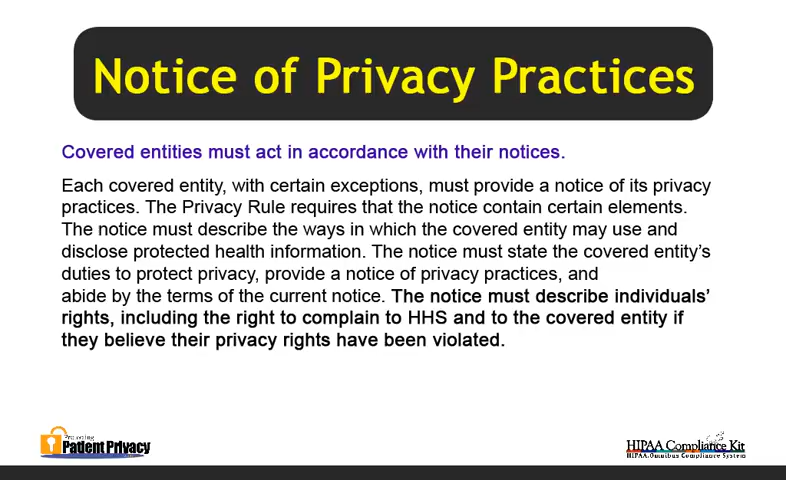 Notice of Privacy Practices
Covered entities must act in accordance with their notices.
Each covered entity, with certain exceptions, must provide a notice of its privacy
practices. The Privacy Rule requires that the notice contain certain elements.
The notice must describe the ways in which the covered entity may use and
disclose protected health information. The notice must state the covered entity's
duties to protect privacy, provide a notice of privacy practices, and
abide by the terms of the current notice. The notice must describe individuals'
rights, including the right to complain to HHS and to the covered entity if
they believe their privacy rights have been violated.
Protecting
Patient Privacy
HIPAA Compliance Kit
HIPAA Omnibus Compliance System